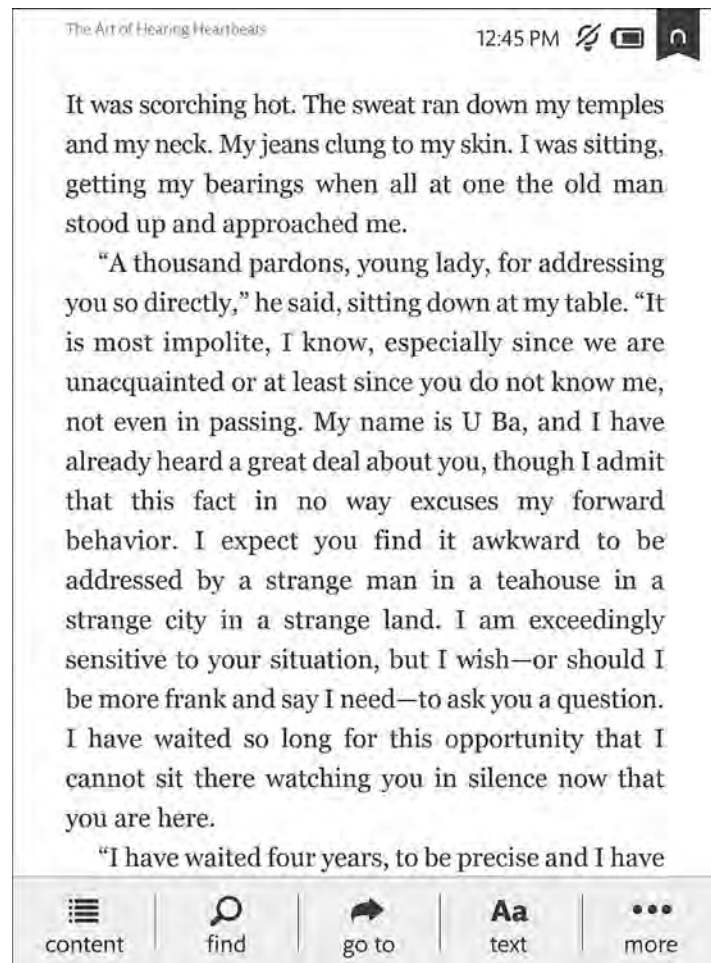 The Art of Hearing Heartbeats
12:45 PM
It was scorching hot. The sweat ran down my temples
and my neck. My jeans clung to my skin. I was sitting,
getting my bearings when all at one the old man
stood up and approached me.
“A thousand pardons, young lady, for addressing
you so directly,” he said, sitting down at my table. “It
is most impolite, I know, especially since we are
unacquainted or at least since you do not know me,
not even in passing. My name is U Ba, and I have
already heard a great deal about you, though I admit
that this fact in no way excuses my forward
behavior. I expect you find it awkward to be
addressed by a strange man in a teahouse in a
strange city in a strange land. I am exceedingly
sensitive to your situation, but I wish—or should I
be more frank and say I need—to ask you a question.
I have waited so long for this opportunity that I
cannot sit there watching you in silence now that
you are here.
“I have waited four years, to be precise and I have
content find go to Aa text more